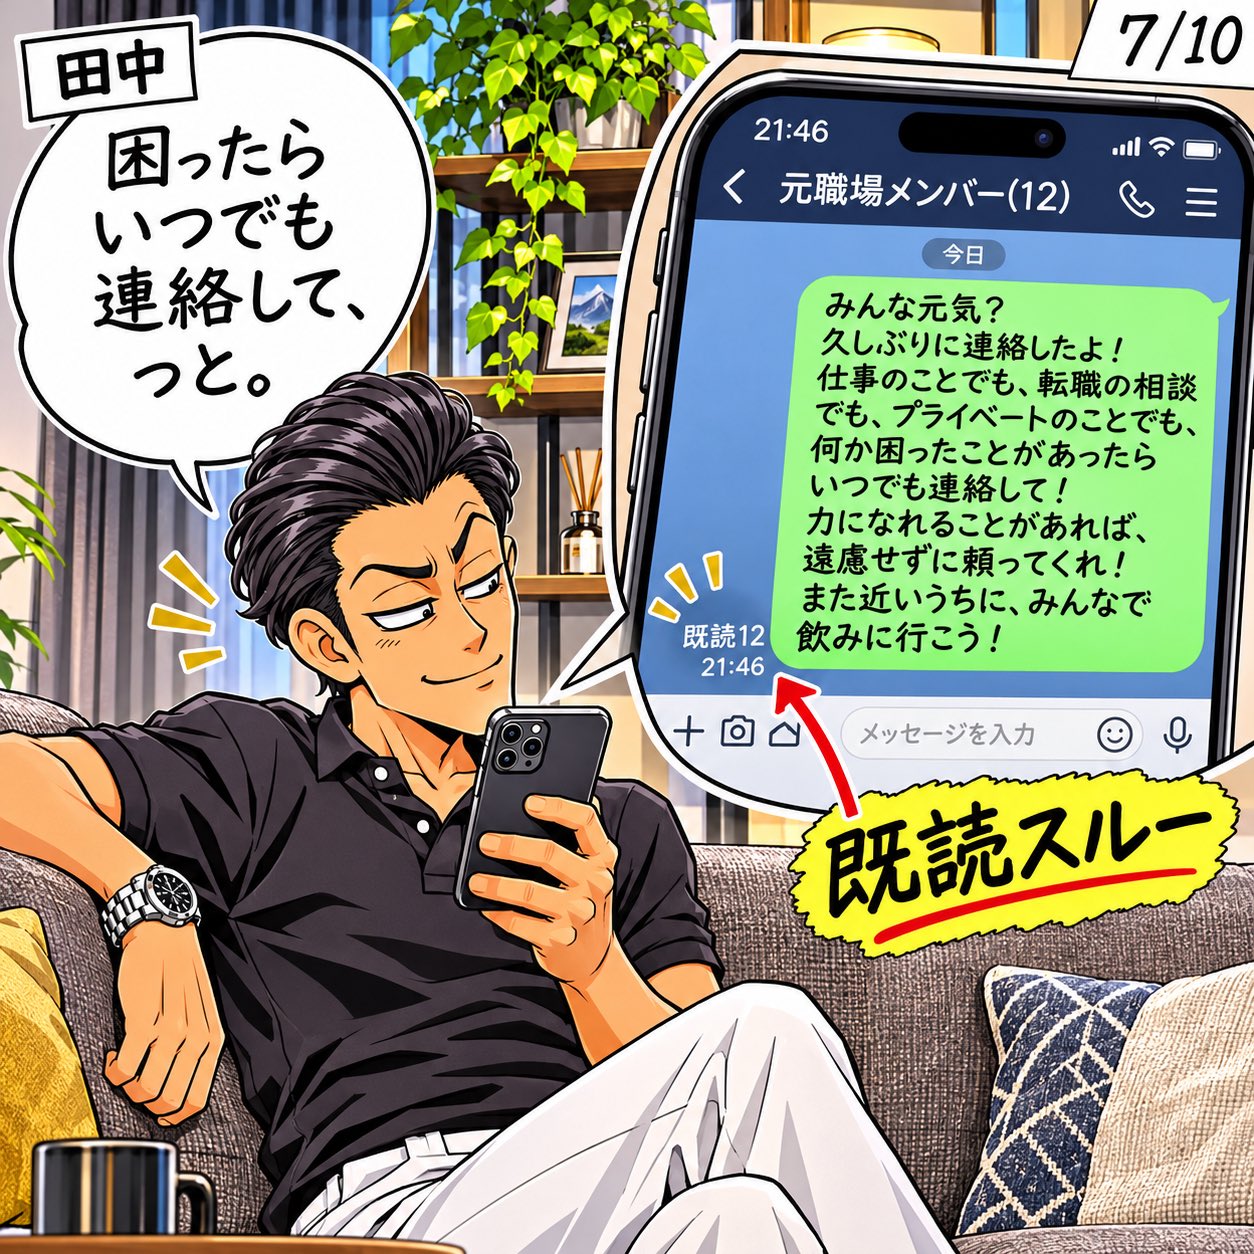 田中
困ったら
いつでも
連絡して、
っと。
7/10
21:46
元職場メンバー(12)
今日
みんな元気?
久しぶりに連絡したよ!
仕事のことでも、転職の相談
でも、プライベートのことでも、
何か困ったことがあったら
いつでも連絡して!
力になれることがあれば、
遠慮せずに頼ってくれ!
また近いうちに、みんなで
飲みに行こう!
既読12
21:46
メッセージを入力
既読スルー